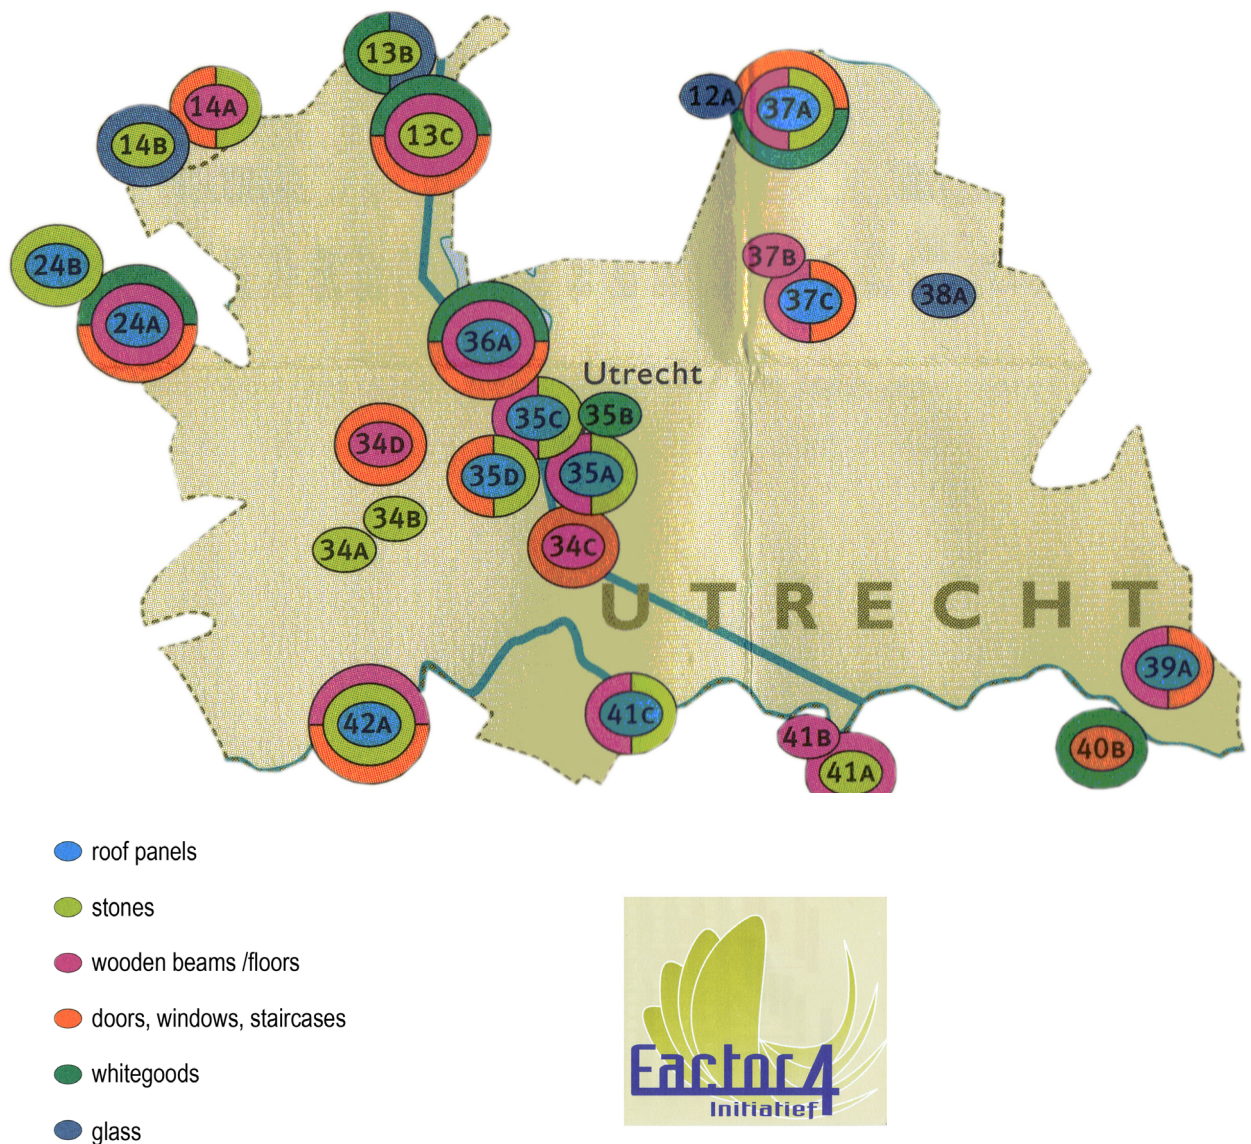 13B
14A
12A
37A
14B
13C
24B
37B
37C
38A
24A
36A
Utrecht
35C
35B
34D
35D
35A
34B
34A
34C
UTRECHT
39A
42A
41C
41B
40B
41A
roof panels
stones
wooden beams /floors
doors, windows, staircases
whitegoods
glass
Factor 4
Initiatief